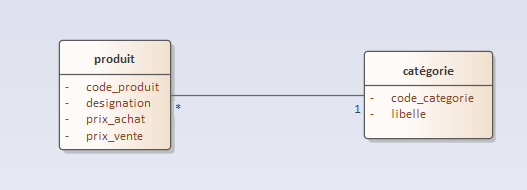 produit
- code_produit
- designation
- prix_achat
- prix_vente
*
1
catégorie
- code_categorie
- libelle